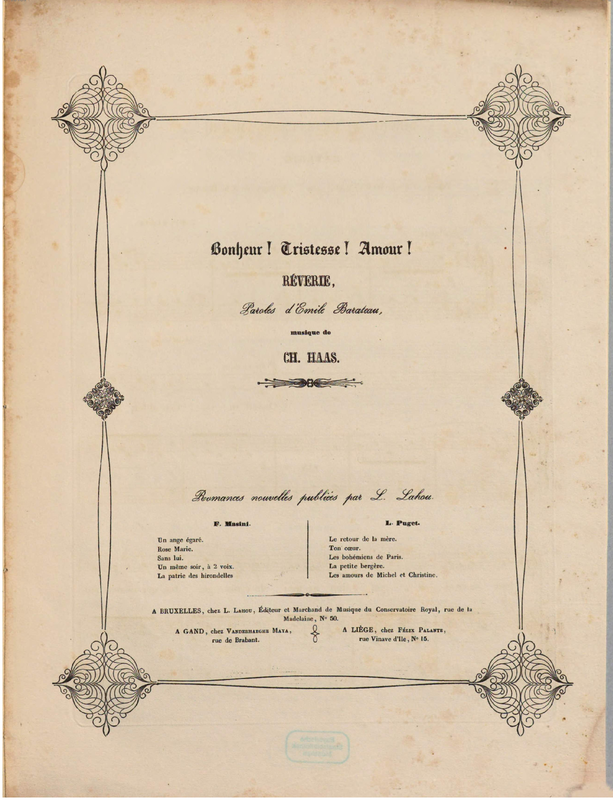 Bonheur ! Tristesse ! Amour !
RÊVERIE,
Paroles d'Emile Barateau,
musique de
CH. HAAS.
Romances nouvelles publiées par L. Lahou.
F. Masini.
Un ange égaré.
Rose Marie.
Sans lui.
Un même soir, à 2 voix.
La patrie des hirondelles
L. Puget.
Le retour de la mère.
Ton cœur.
Les bohémiens de Paris.
La petite bergère.
Les amours de Michel et Christine.
A BRUXELLES, chez L. Lahou, Éditeur et Marchand de Musique du Conservatoire Royal, rue de la
Madelaine, N° 50.
A GAND, chez Vanderhaeghe Maya,
rue de Brabant.
A LIÈGE, chez Pézex Palante,
rue Vinave d'Ile, N° 15.